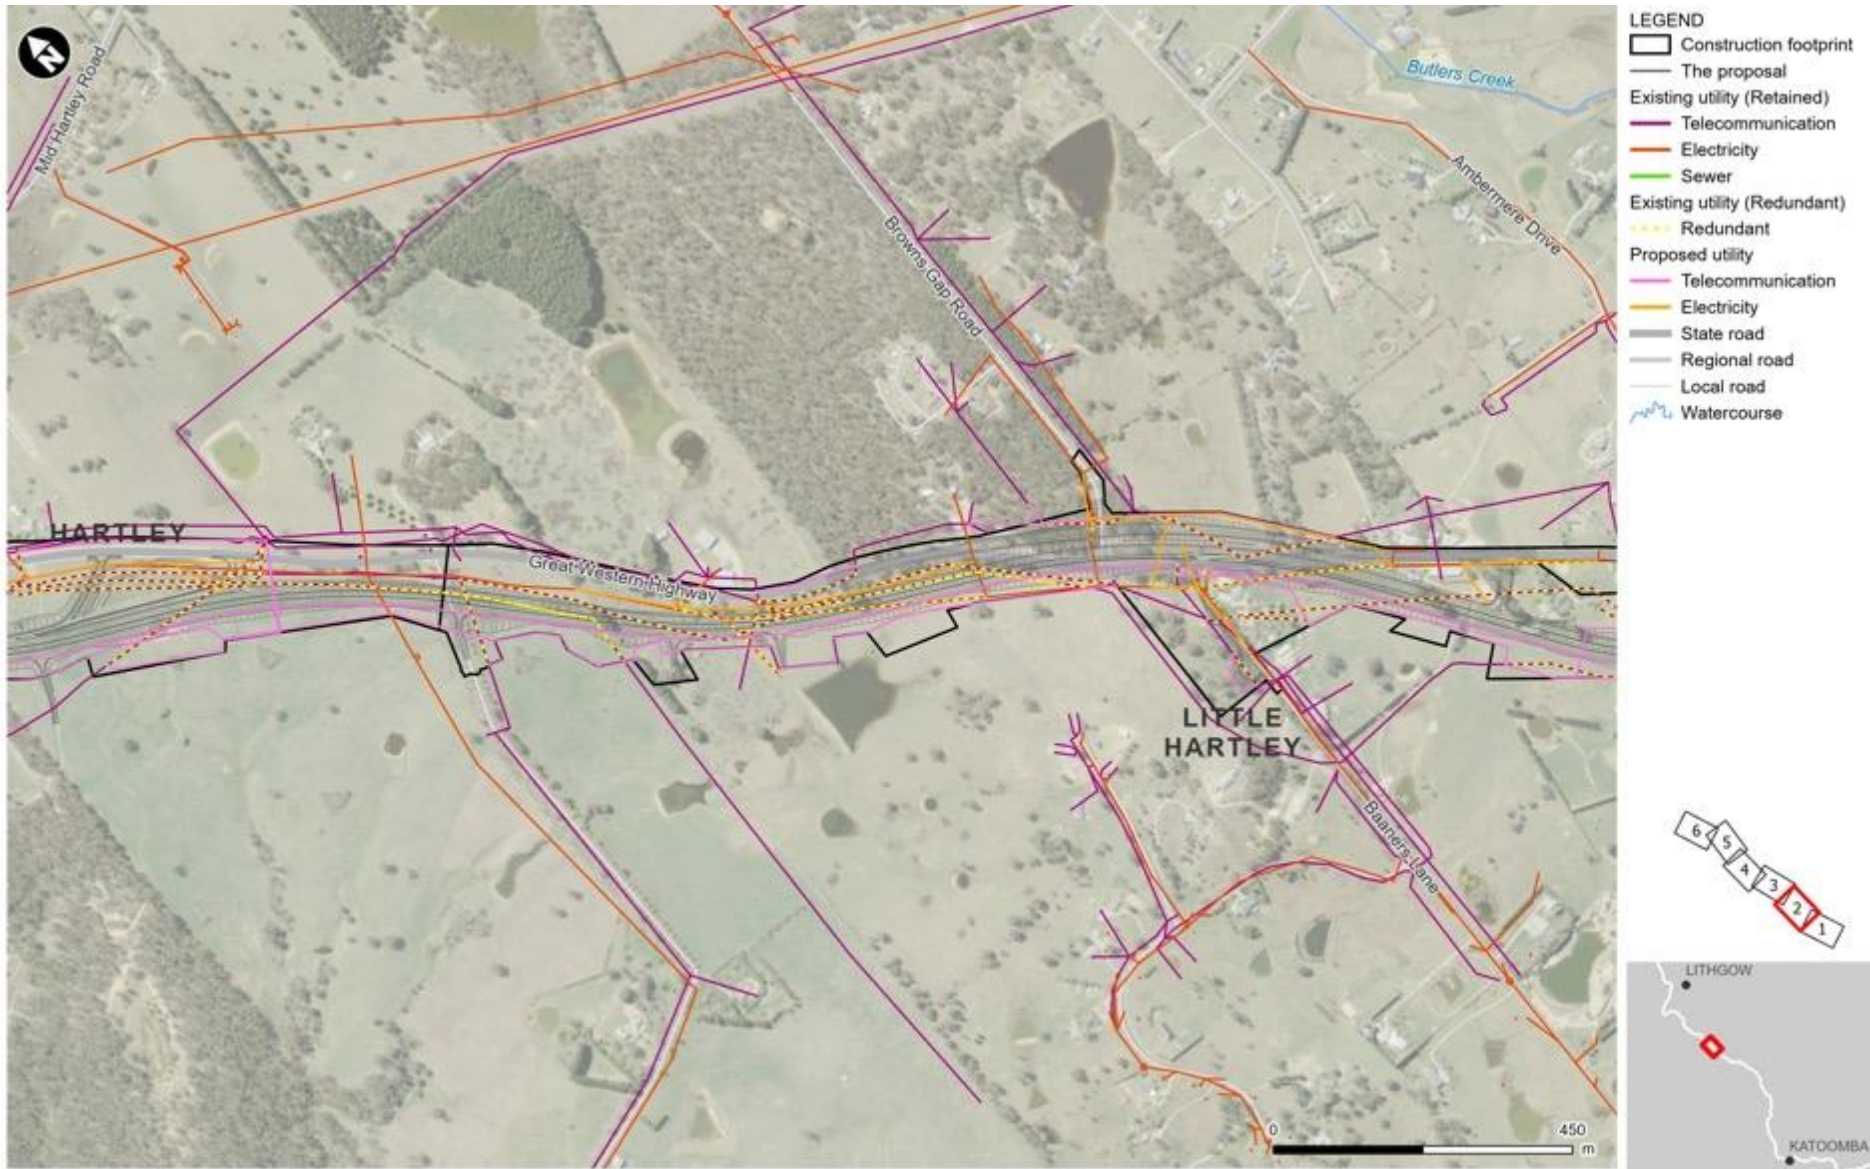 N
Mid Hartley Road
Butlers Creek
Ambermere Drive
Browns Gap Road
HARTLEY
Great Western Highway
LITTLE
HARTLEY
Baaners Lane
0 450
m
LEGEND
Construction footprint
The proposal
Existing utility (Retained)
Telecommunication
Electricity
Sewer
Existing utility (Redundant)
Redundant
Proposed utility
Telecommunication
Electricity
State road
Regional road
Local road
Watercourse
6
5
4
3
2
1
LITHGOW
KATOOMBA